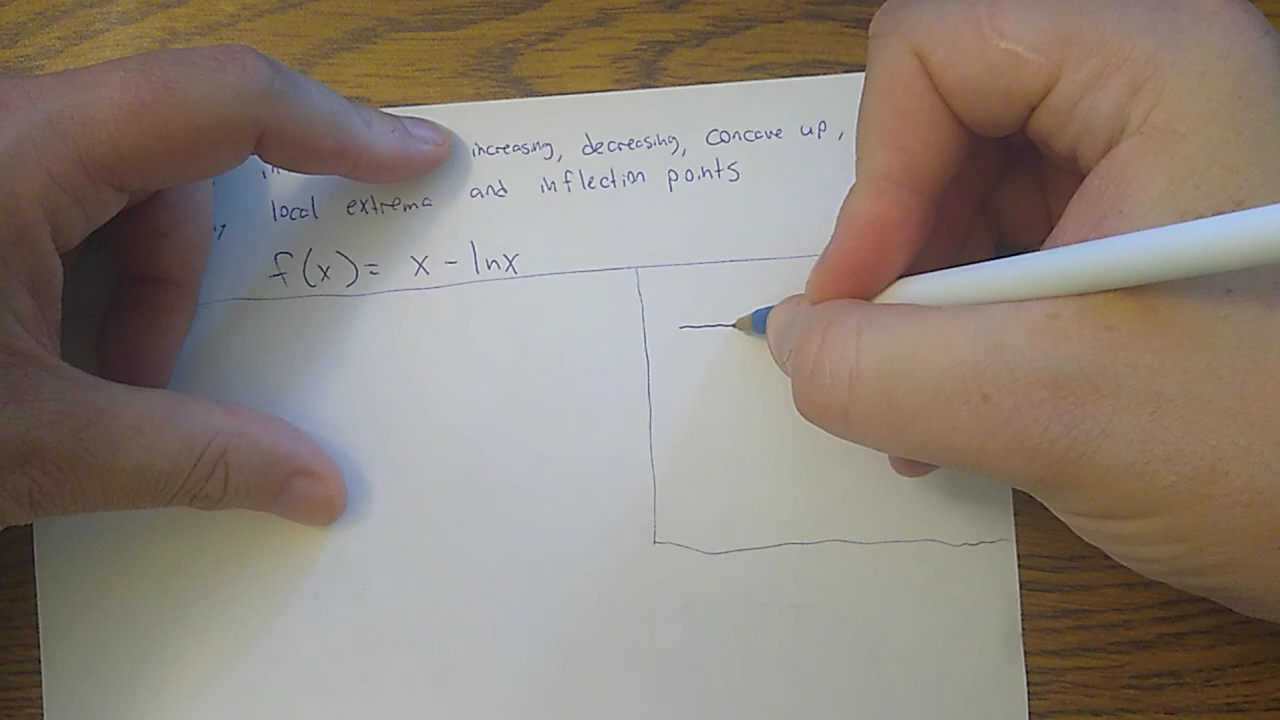 increasing, decreasing, concave up,
local extrema and inflection points
f(x)= x - lnx